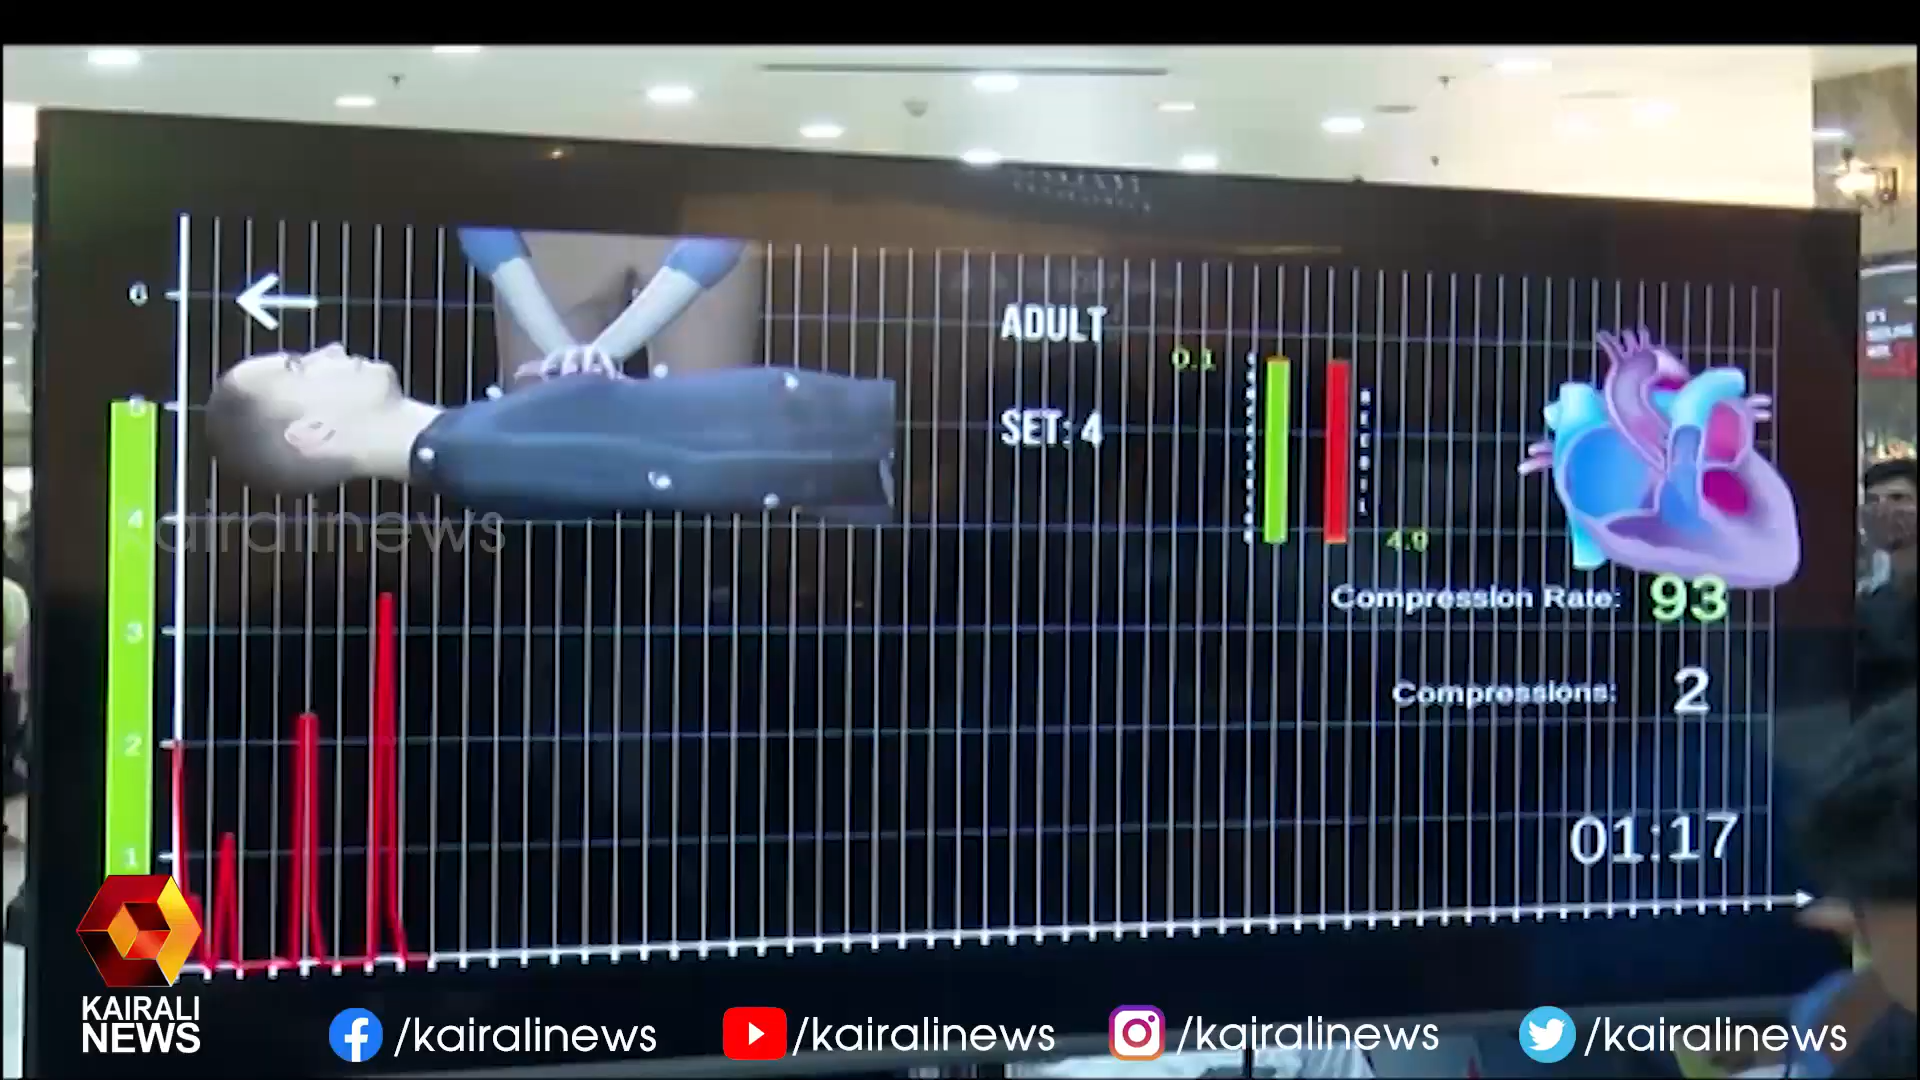 6
ADULT
0.1
SET: 4
5
4
kairalinews
4.9
Compression Rate: 93
3
Compressions: 2
2
01:17
1
KAIRALI
NEWS
/kairalinews
/kairalinews
/kairalinews
/kairalinews